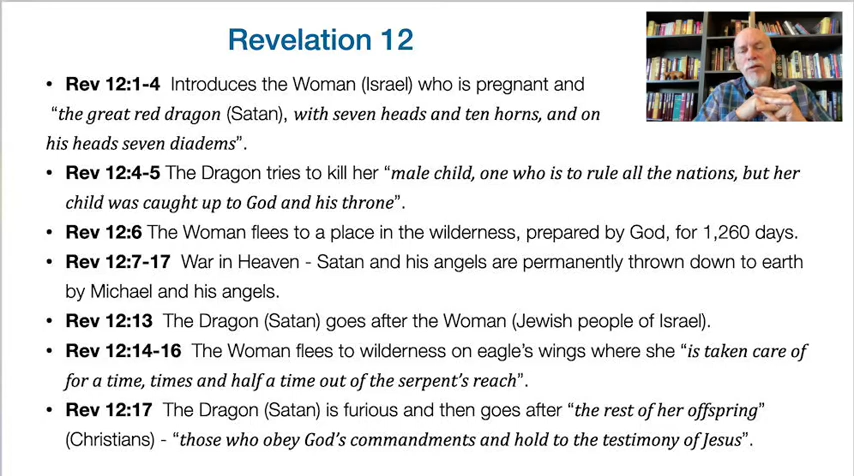 Revelation 12
• Rev 12:1-4 Introduces the Woman (Israel) who is pregnant and
“the great red dragon (Satan), with seven heads and ten horns, and on
his heads seven diadems”.
• Rev 12:4-5 The Dragon tries to kill her “male child, one who is to rule all the nations, but her
child was caught up to God and his throne”.
• Rev 12:6 The Woman flees to a place in the wilderness, prepared by God, for 1,260 days.
• Rev 12:7-17 War in Heaven - Satan and his angels are permanently thrown down to earth
by Michael and his angels.
• Rev 12:13 The Dragon (Satan) goes after the Woman (Jewish people of Israel).
• Rev 12:14-16 The Woman flees to wilderness on eagle’s wings where she “is taken care of
for a time, times and half a time out of the serpent’s reach”.
• Rev 12:17 The Dragon (Satan) is furious and then goes after “the rest of her offspring”
(Christians) - “those who obey God’s commandments and hold to the testimony of Jesus”.